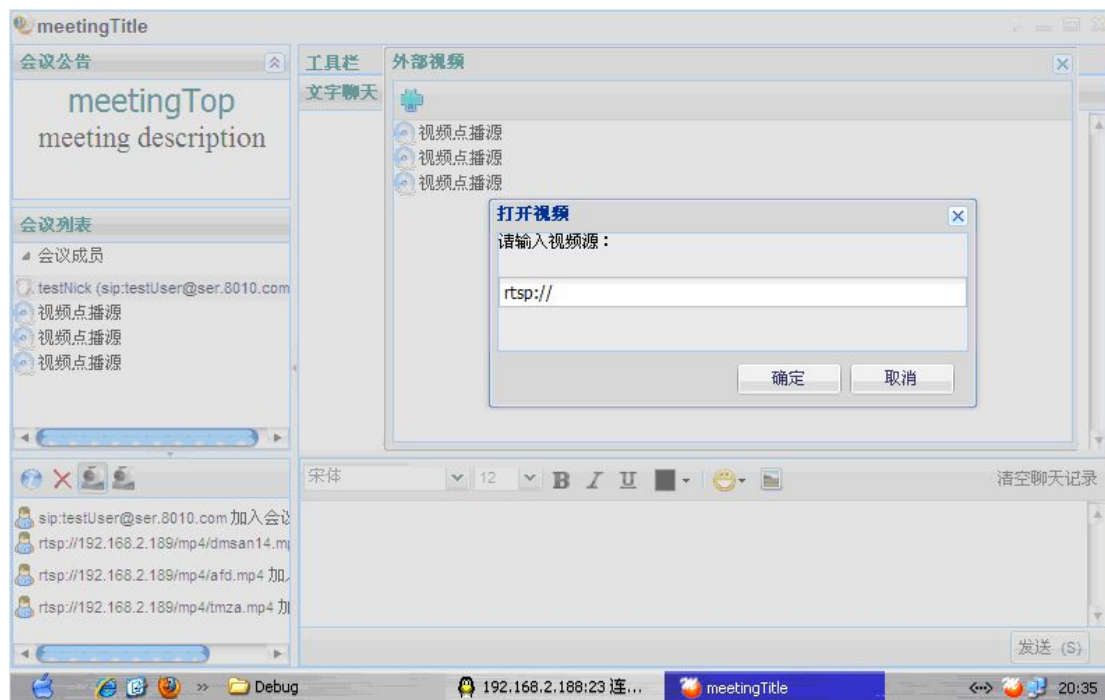 meetingTitle
会议公告
meetingTop
meeting description
会议列表
会议成员
testNick (sip:testUser@ser.8010.com
视频点播源
视频点播源
视频点播源
sip:testUser@ser.8010.com 加入会议
rtsp://192.168.2.189/mp4/dmsan14.mp
rtsp://192.168.2.189/mp4/afd.mp4 加入
rtsp://192.168.2.189/mp4/tmza.mp4 加
工具栏
文字聊天
外部视频
视频点播源
视频点播源
视频点播源
打开视频
请输入视频源：
rtsp://
确定 取消
宋体 12 B I U 清空聊天记录
发送 (S)
» Debug 192.168.2.188:23 连... meetingTitle 20:35